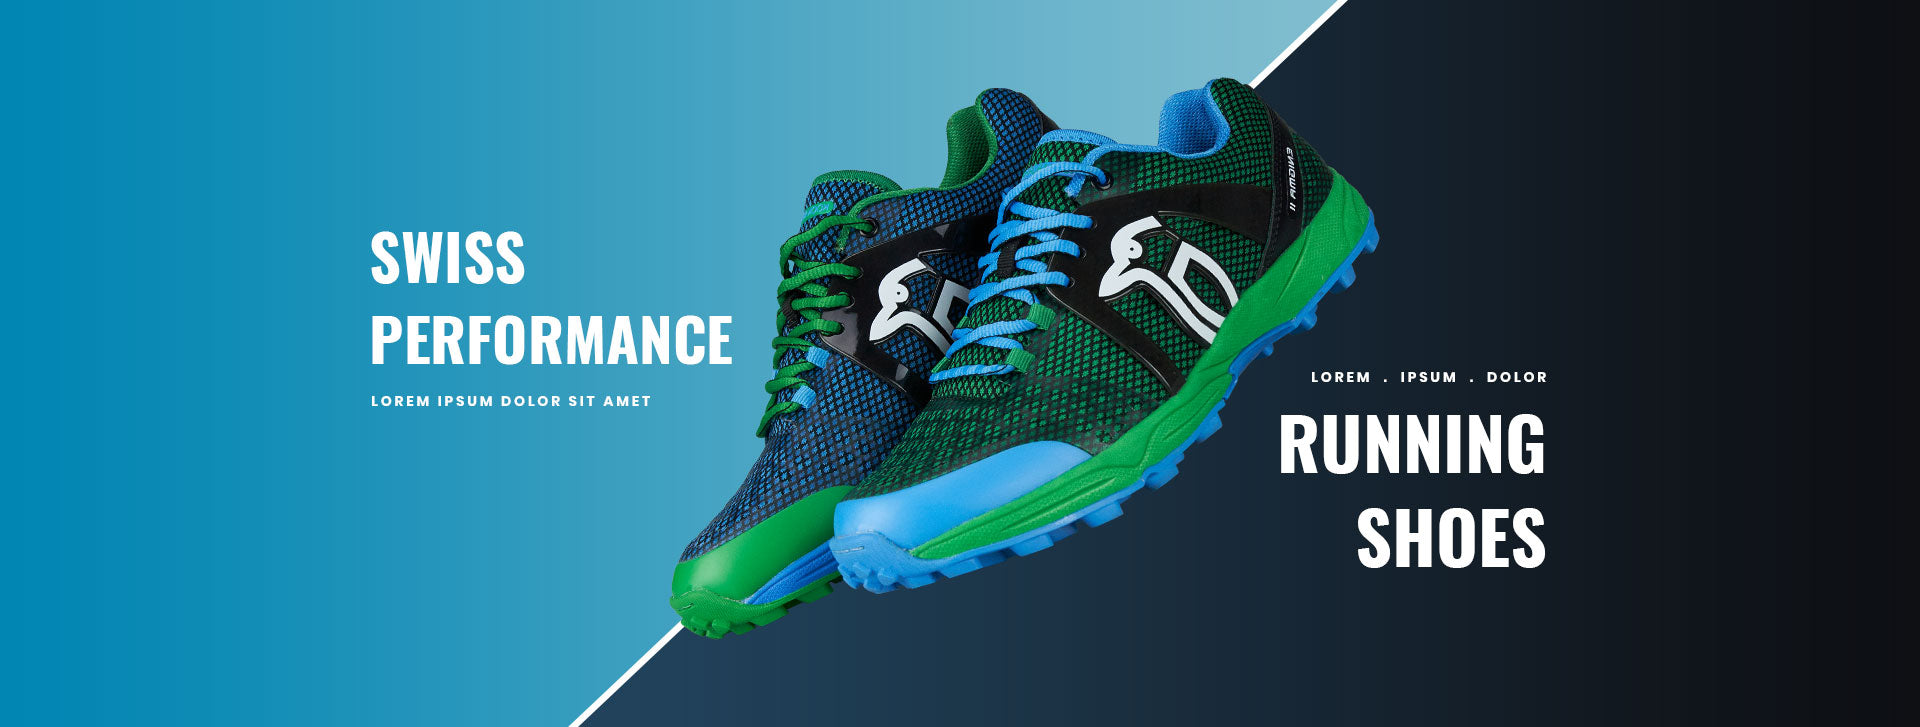 SWISS
PERFORMANCE
LOREM IPSUM DOLOR SIT AMET
LOREM . IPSUM . DOLOR
RUNNING
SHOES